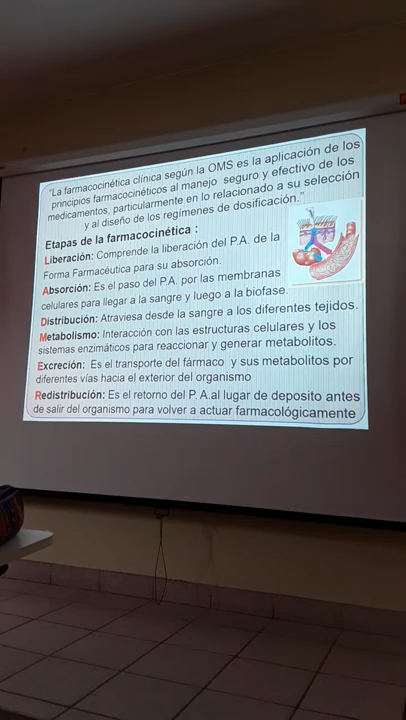 “La farmacocinética clínica según la OMS es la aplicación de los
principios farmacocinéticos al manejo seguro y efectivo de los
medicamentos, particularmente en lo relacionado a su selección
y al diseño de los regímenes de dosificación.”
Etapas de la farmacocinética :
Liberación: Comprende la liberación del P.A. de la
Forma Farmacéutica para su absorción.
Absorción: Es el paso del P.A. por las membranas
celulares para llegar a la sangre y luego a la biofase.
Distribución: Atraviesa desde la sangre a los diferentes tejidos.
Metabolismo: Interacción con las estructuras celulares y los
sistemas enzimáticos para reaccionar y generar metabolitos.
Excreción: Es el transporte del fármaco y sus metabolitos por
diferentes vías hacia el exterior del organismo
Redistribución: Es el retorno del P.A.al lugar de deposito antes
de salir del organismo para volver a actuar farmacológicamente